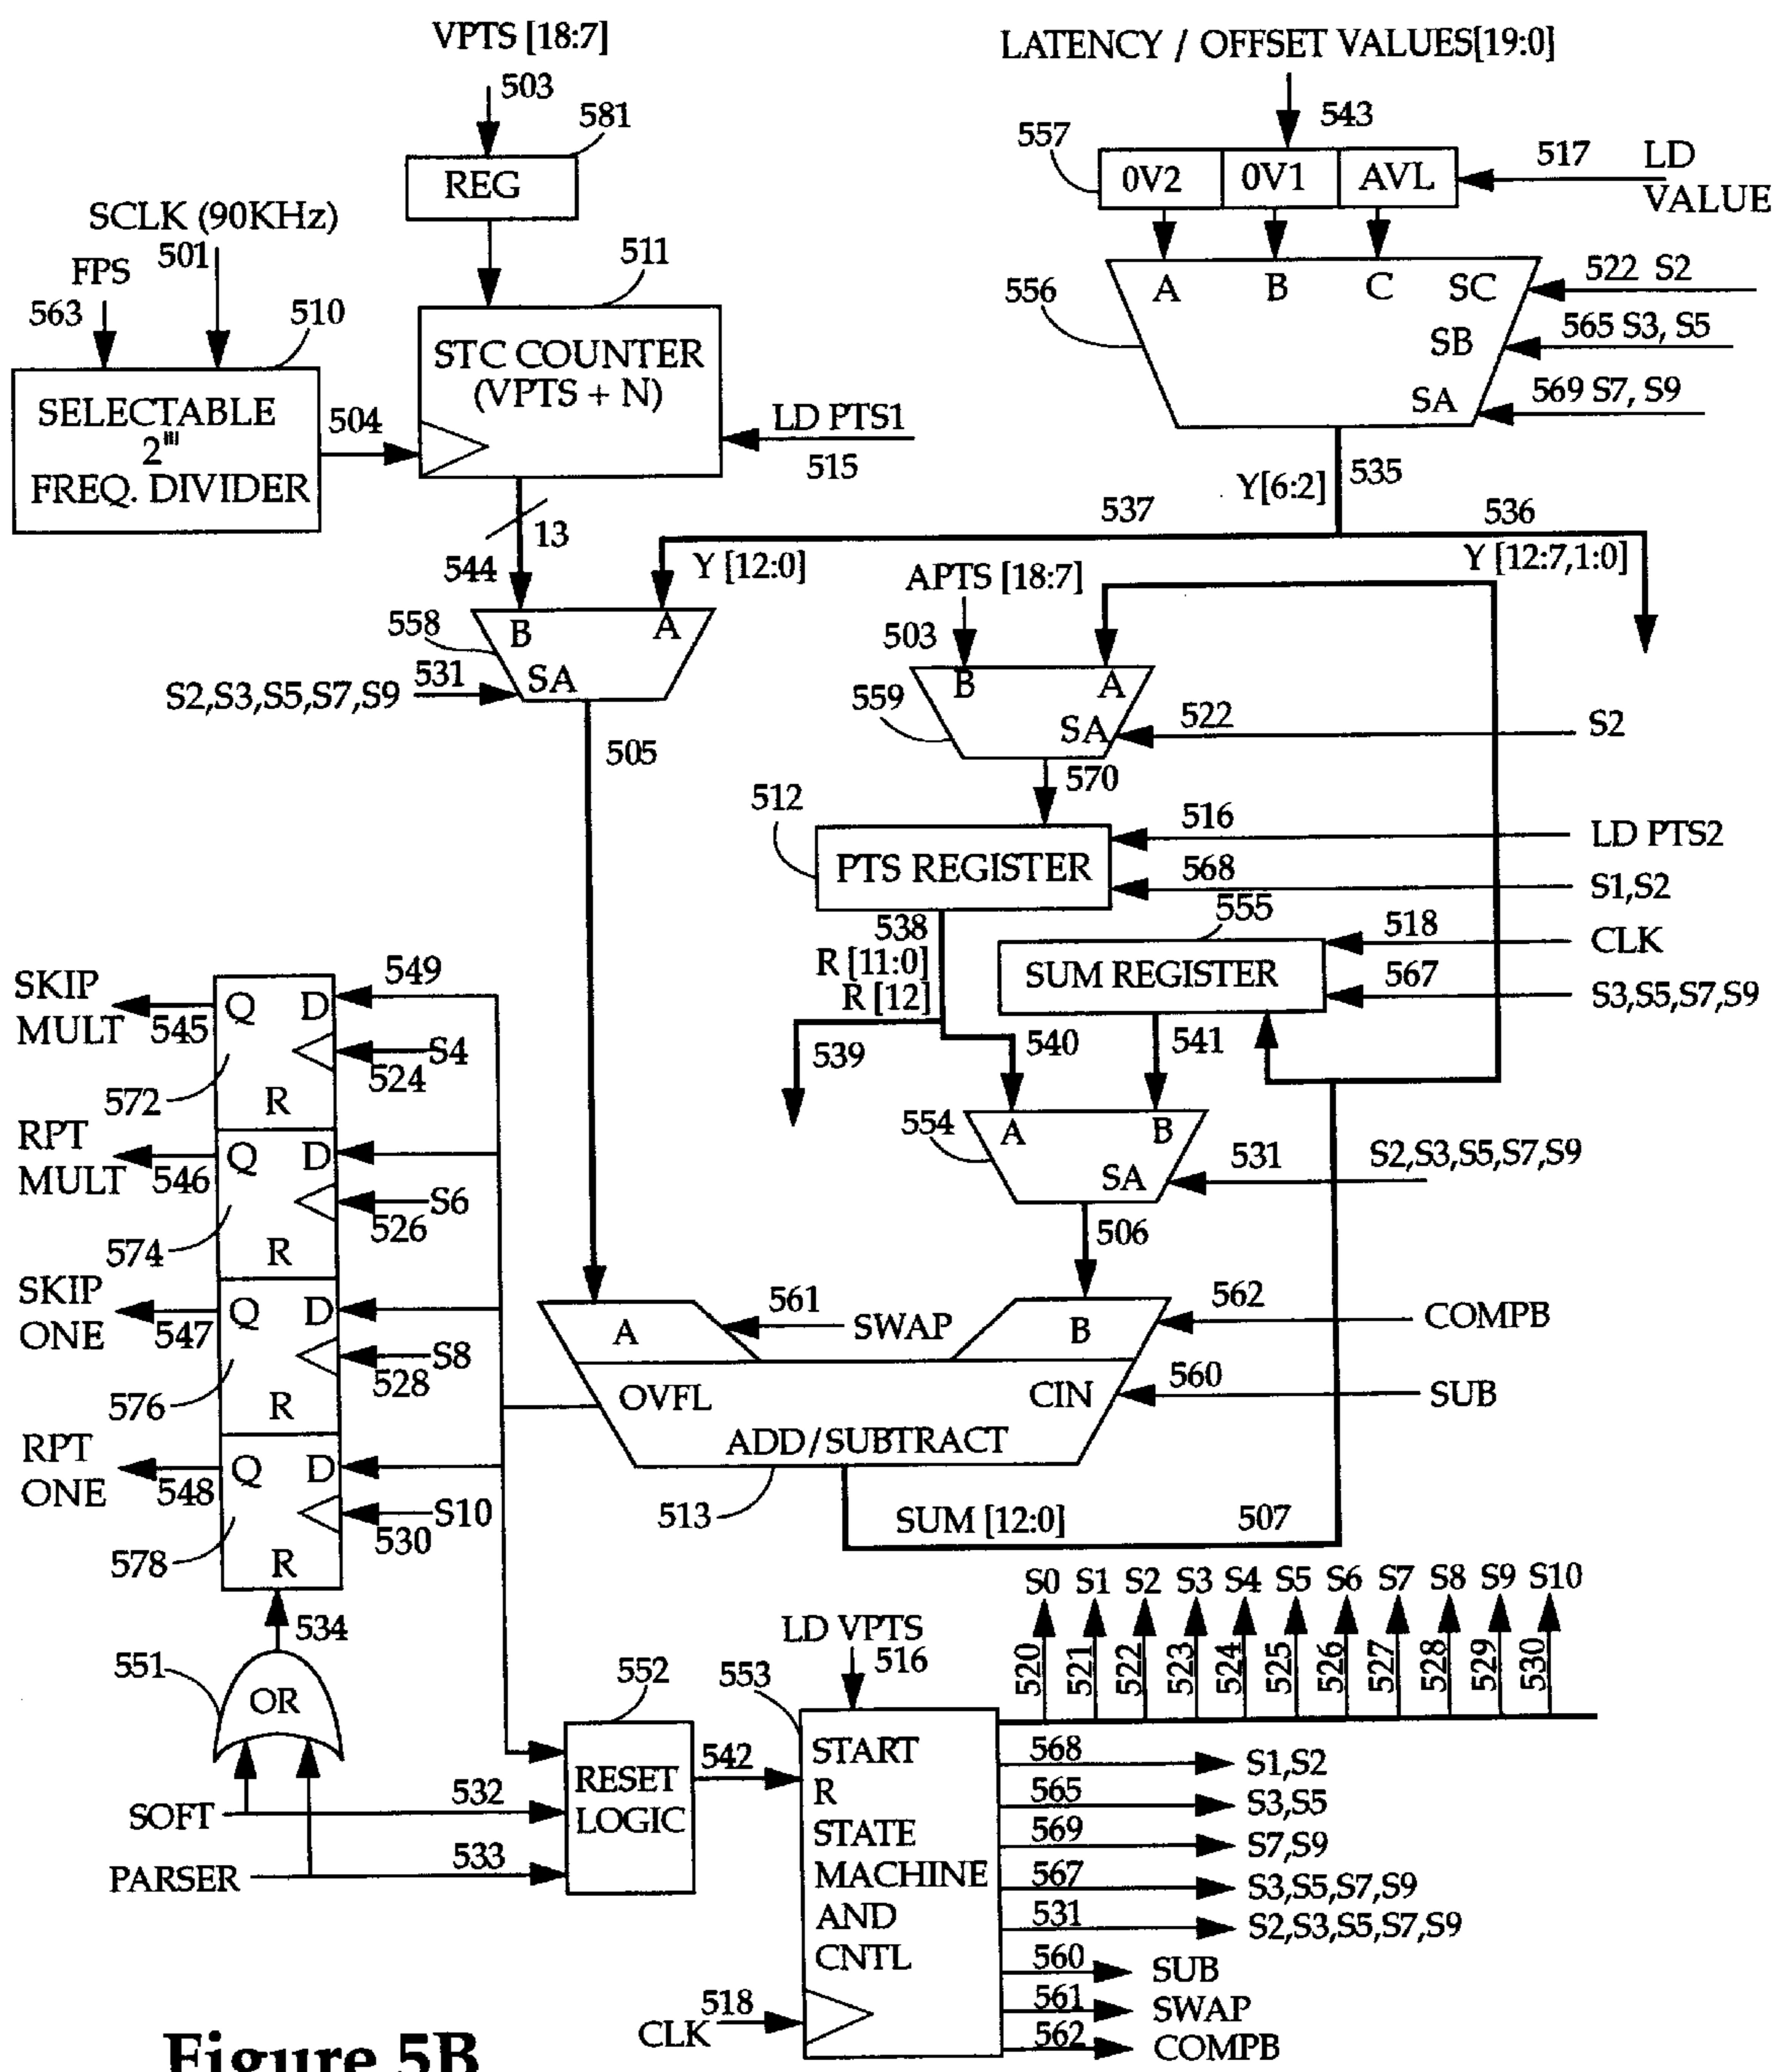 VPTS [18:7]
503
581
REG
SCLK (90KHz)
501
FPS
563
510
SELECTABLE
2'''
FREQ. DIVIDER
504
511
STC COUNTER
(VPTS + N)
LD PTS1
515
13
544
LATENCY / OFFSET VALUES[19:0]
543
557
0V2
0V1
AVL
517
LD
VALUE
556
A
B
C
SC
SB
SA
522 S2
565 S3, S5
569 S7, S9
Y[6:2]
535
537
536
Y [12:0]
Y [12:7,1:0]
558
B
A
SA
531
S2,S3,S5,S7,S9
505
APTS [18:7]
503
559
B
A
SA
522
S2
570
512
PTS REGISTER
516
LD PTS2
568
S1,S2
538
R [11:0]
R [12]
539
540
555
SUM REGISTER
518
CLK
567
S3,S5,S7,S9
541
554
A
B
SA
531
S2,S3,S5,S7,S9
506
549
SKIP
MULT
545
Q
D
S4
524
572
R
RPT
MULT
546
Q
D
S6
526
574
R
SKIP
ONE
547
Q
D
S8
528
576
R
RPT
ONE
548
Q
D
S10
530
578
R
534
551
OR
SOFT
532
PARSER
533
A
561
SWAP
B
562
COMPB
OVFL
CIN
560
SUB
ADD/SUBTRACT
513
SUM [12:0]
507
552
RESET
LOGIC
542
LD VPTS
516
553
START
R
STATE
MACHINE
AND
CNTL
518
CLK
S0 S1 S2 S3 S4 S5 S6 S7 S8 S9 S10
520 521 522 523 524 525 526 527 528 529 530
568
S1,S2
565
S3,S5
569
S7,S9
567
S3,S5,S7,S9
531
S2,S3,S5,S7,S9
560
SUB
561
SWAP
562
COMPB
Figure 5B